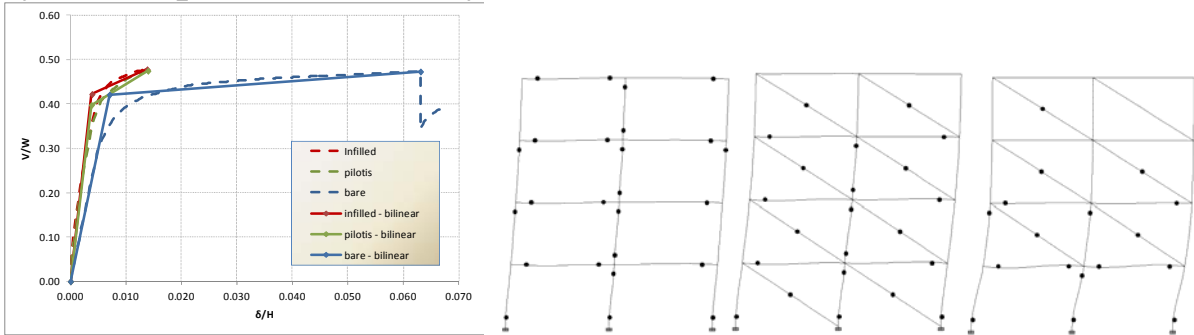 0.60
0.50
0.40
0.30
0.20
0.10
0.00
V/W
Infilled
pilotis
bare
infilled - bilinear
pilotis - bilinear
bare - bilinear
0.000 0.010 0.020 0.030 0.040 0.050 0.060 0.070
δ/H